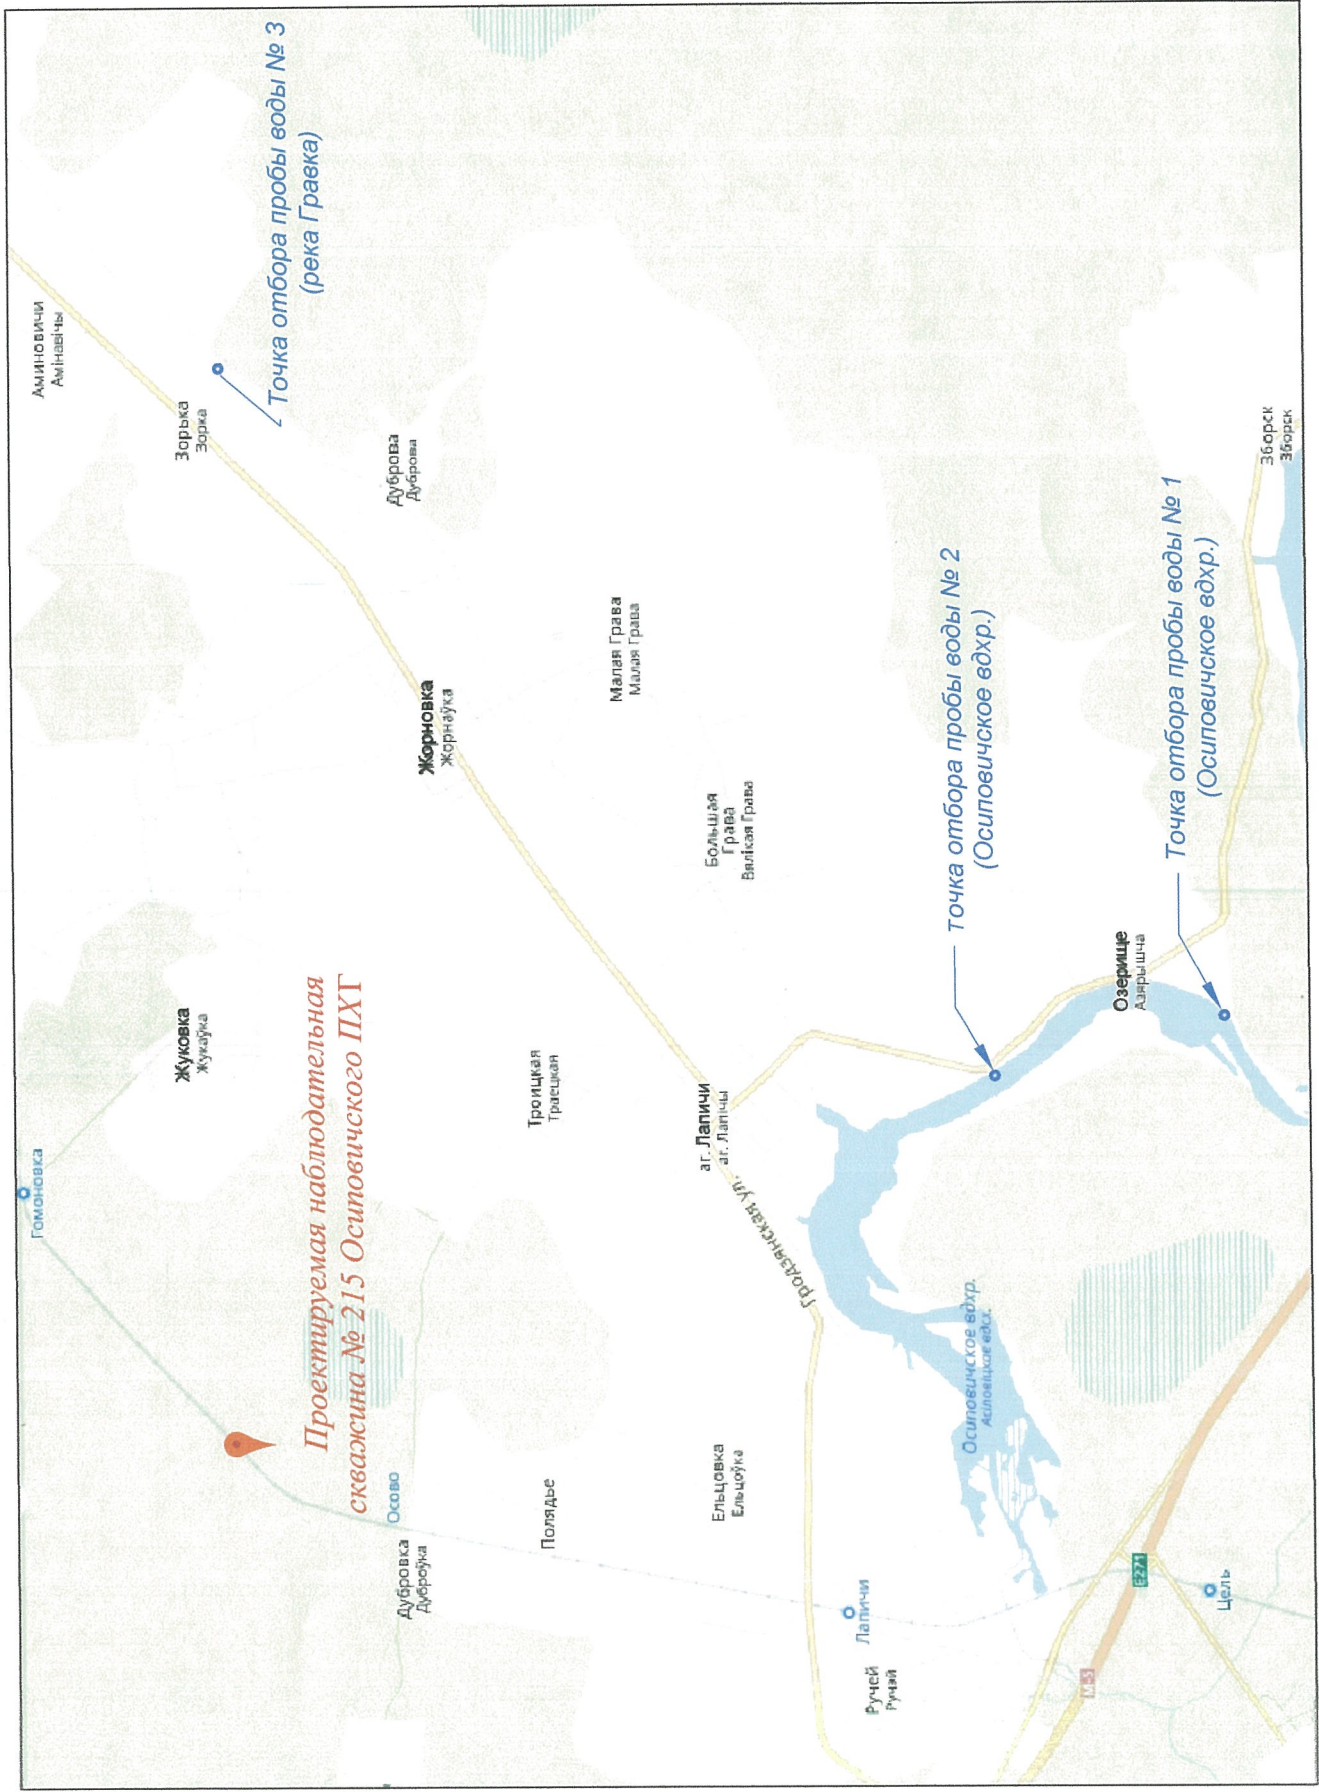 Гомоновка
Аминовичи
Амінавічы
Жуковка
Жукаўка
Зорька
Зорка
Точка отбора пробы воды № 3
(река Гравка)
Проектируемая наблюдательная
скважина № 215 Осиповичского ПХГ
Осово
Дубровка
Дуброўка
Дуброва
Дуброва
Жорновка
Жорнаўка
Троицкая
Траецкая
Полядье
Малая Грава
Малая Грава
аг. Лапичи
аг. Лапічы
Большая
Грава
Вялікая Грава
Ельцовка
Ельцоўка
Гродзянская ул.
Лапичи
Ручей
Ручэй
точка отбора пробы воды № 2
(Осиповичское вдхр.)
Осиповичское вдхр.
Асіповіцкае вдсх.
М-5
Озерище
Азярышча
E271
Точка отбора пробы воды № 1
(Осиповичское вдхр.)
Цель
Зборск
Зборск